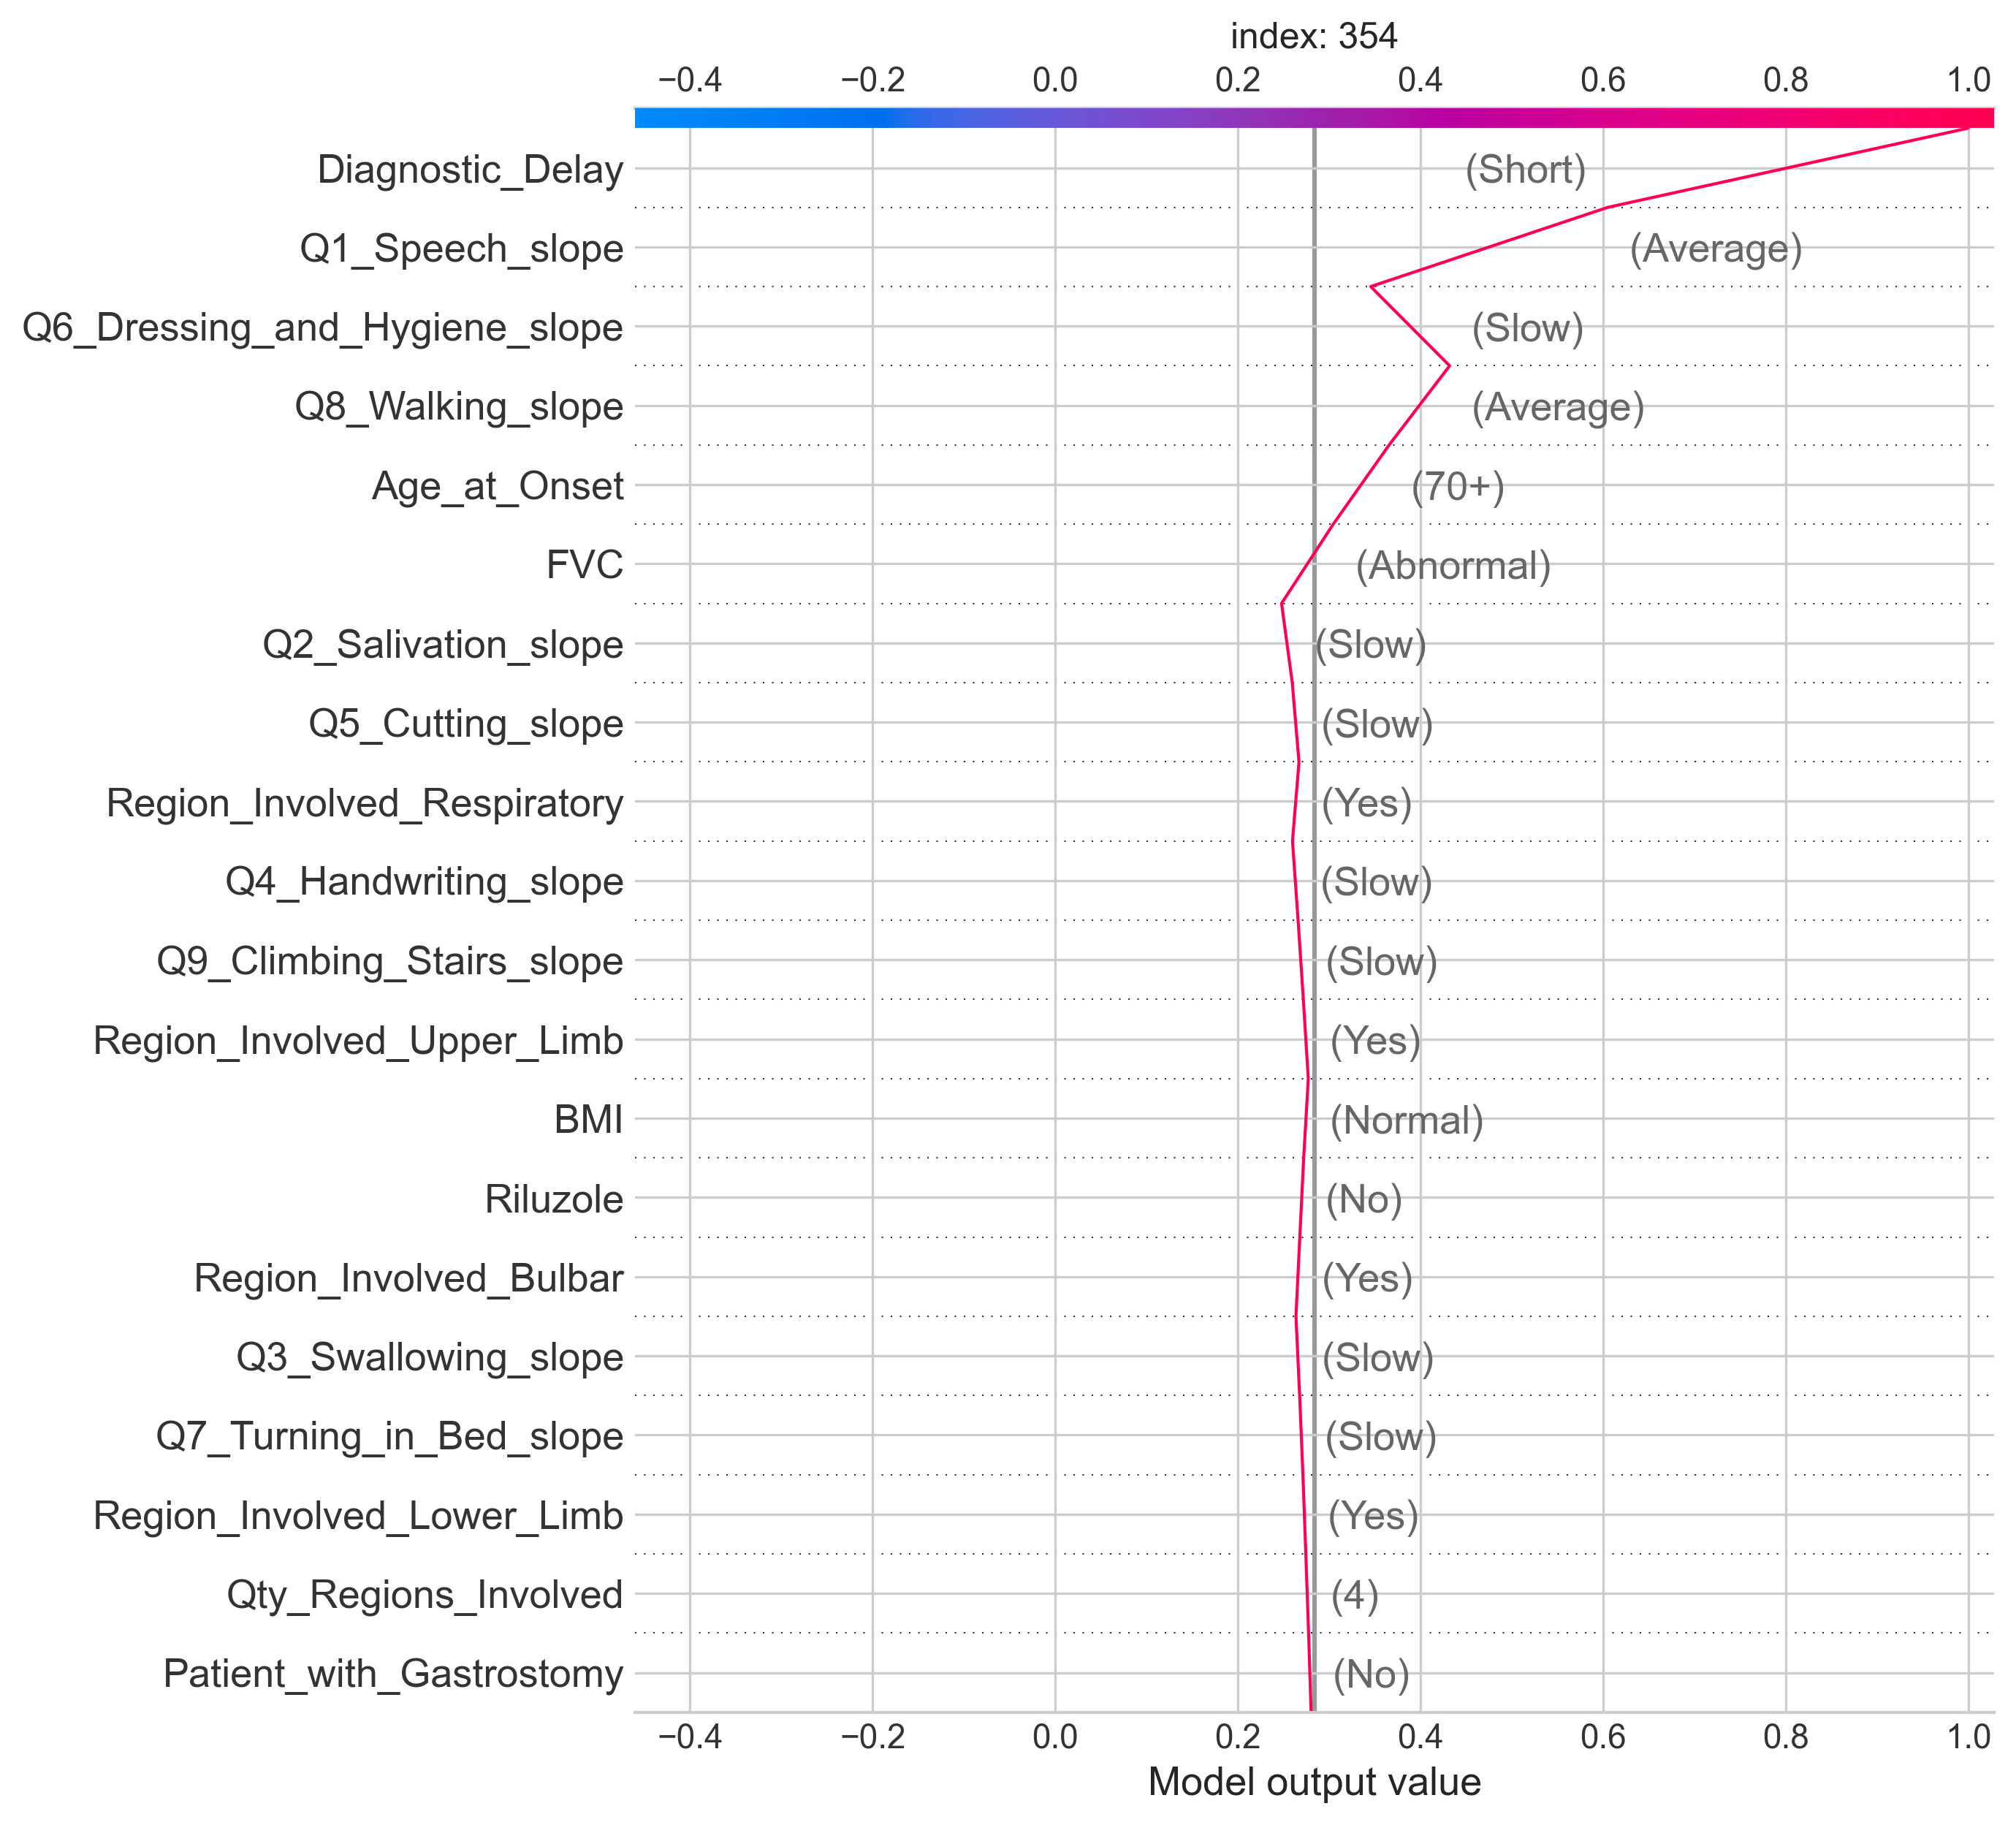 index: 354
−0.4 −0.2 0.0 0.2 0.4 0.6 0.8 1.0
Diagnostic_Delay (Short)
Q1_Speech_slope (Average)
Q6_Dressing_and_Hygiene_slope (Slow)
Q8_Walking_slope (Average)
Age_at_Onset (70+)
FVC (Abnormal)
Q2_Salivation_slope (Slow)
Q5_Cutting_slope (Slow)
Region_Involved_Respiratory (Yes)
Q4_Handwriting_slope (Slow)
Q9_Climbing_Stairs_slope (Slow)
Region_Involved_Upper_Limb (Yes)
BMI (Normal)
Riluzole (No)
Region_Involved_Bulbar (Yes)
Q3_Swallowing_slope (Slow)
Q7_Turning_in_Bed_slope (Slow)
Region_Involved_Lower_Limb (Yes)
Qty_Regions_Involved (4)
Patient_with_Gastrostomy (No)
−0.4 −0.2 0.0 0.2 0.4 0.6 0.8 1.0
Model output value